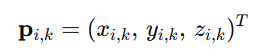 𝐩_{i,k} = (x_{i,k}, y_{i,k}, z_{i,k})^T